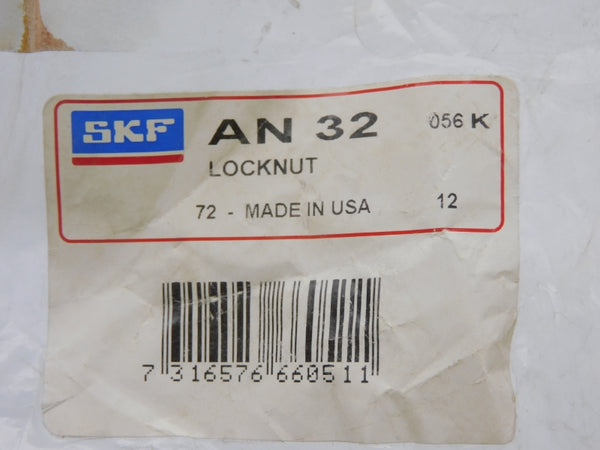 SKF AN 32 056 K
LOCKNUT
72 - MADE IN USA 12
7 316576 660511